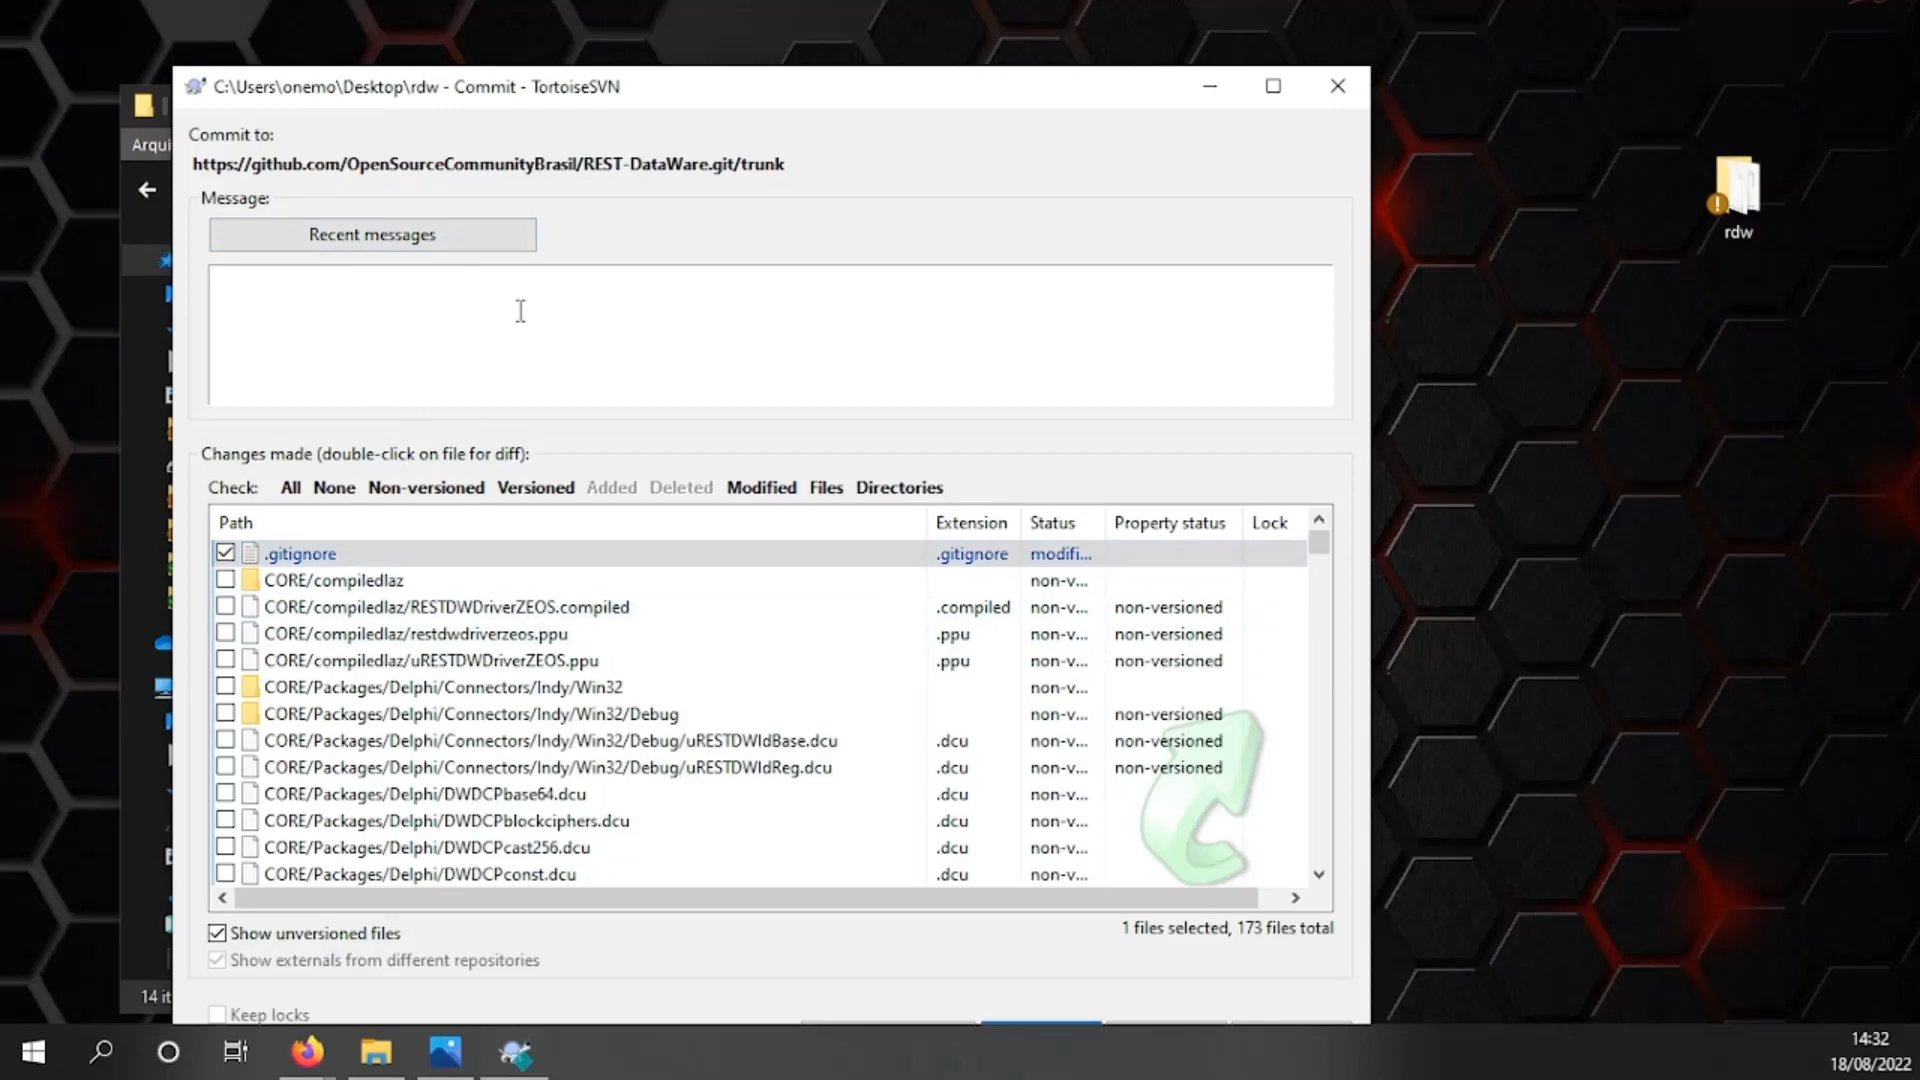 C:\Users\onemo\Desktop\rdw - Commit - TortoiseSVN
Arqui
Commit to:
https://github.com/OpenSourceCommunityBrasil/REST-DataWare.git/trunk
Message:
Recent messages
rdw
Changes made (double-click on file for diff):
Check: All None Non-versioned Versioned Added Deleted Modified Files Directories
Path Extension Status Property status Lock
.gitignore .gitignore modifi...
CORE/compiledlaz non-v...
CORE/compiledlaz/RESTDWDriverZEOS.compiled .compiled non-v... non-versioned
CORE/compiledlaz/restdwdriverzeos.ppu .ppu non-v... non-versioned
CORE/compiledlaz/uRESTDWDriverZEOS.ppu .ppu non-v... non-versioned
CORE/Packages/Delphi/Connectors/Indy/Win32 non-v...
CORE/Packages/Delphi/Connectors/Indy/Win32/Debug non-v... non-versioned
CORE/Packages/Delphi/Connectors/Indy/Win32/Debug/uRESTDWIdBase.dcu .dcu non-v... non-versioned
CORE/Packages/Delphi/Connectors/Indy/Win32/Debug/uRESTDWIdReg.dcu .dcu non-v... non-versioned
CORE/Packages/Delphi/DWDCPbase64.dcu .dcu non-v...
CORE/Packages/Delphi/DWDCPblockciphers.dcu .dcu non-v...
CORE/Packages/Delphi/DWDCPcast256.dcu .dcu non-v...
CORE/Packages/Delphi/DWDCPconst.dcu .dcu non-v...
Show unversioned files
1 files selected, 173 files total
Show externals from different repositories
14 it
Keep locks
14:32
18/08/2022